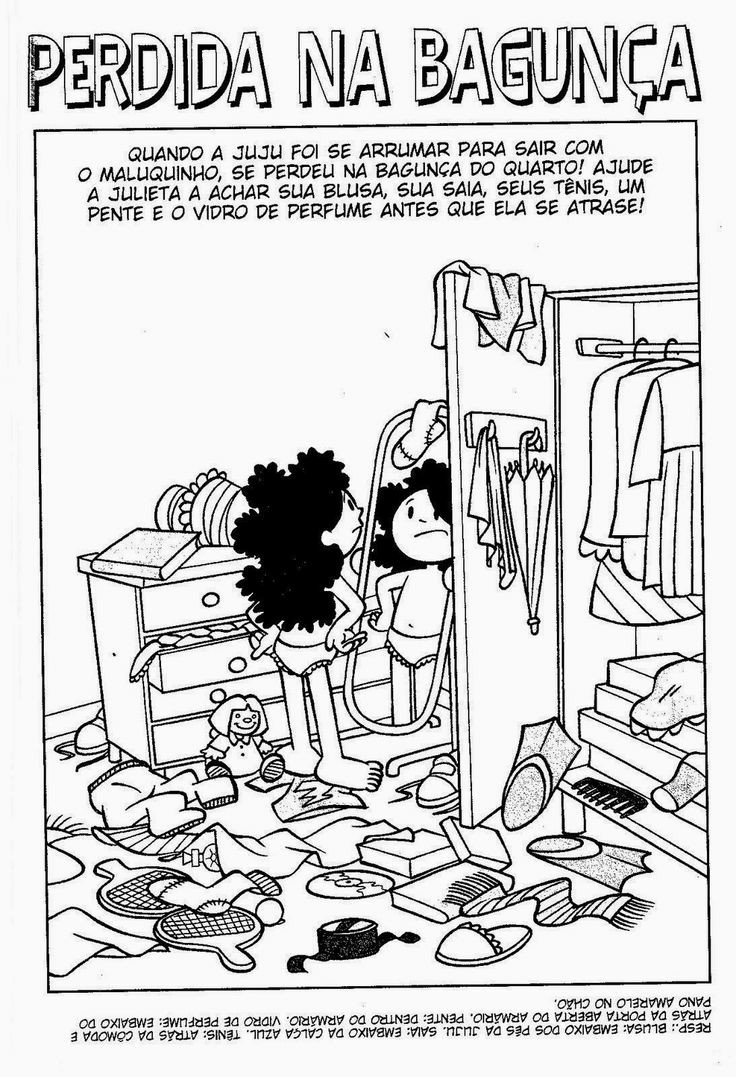 PERDIDA NA BAGUNÇA
QUANDO A JUJU FOI SE ARRUMAR PARA SAIR COM
O MALUQUINHO, SE PERDEU NA BAGUNÇA DO QUARTO! AJUDE
A JULIETA A ACHAR SUA BLUSA, SUA SAIA, SEUS TÊNIS, UM
PENTE E O VIDRO DE PERFUME ANTES QUE ELA SE ATRASE!
RESP.: BLUSA: EMBAIXO DOS PÉS DA JUJU. SAIA: EMBAIXO DA CALÇA AZUL. TÊNIS: ATRÁS DA CÔMODA E
ATRÁS DA PORTA ABERTA DO ARMÁRIO. PENTE: DENTRO DO ARMÁRIO. VIDRO DE PERFUME: EMBAIXO DO
PANO AMARELO NO CHÃO.